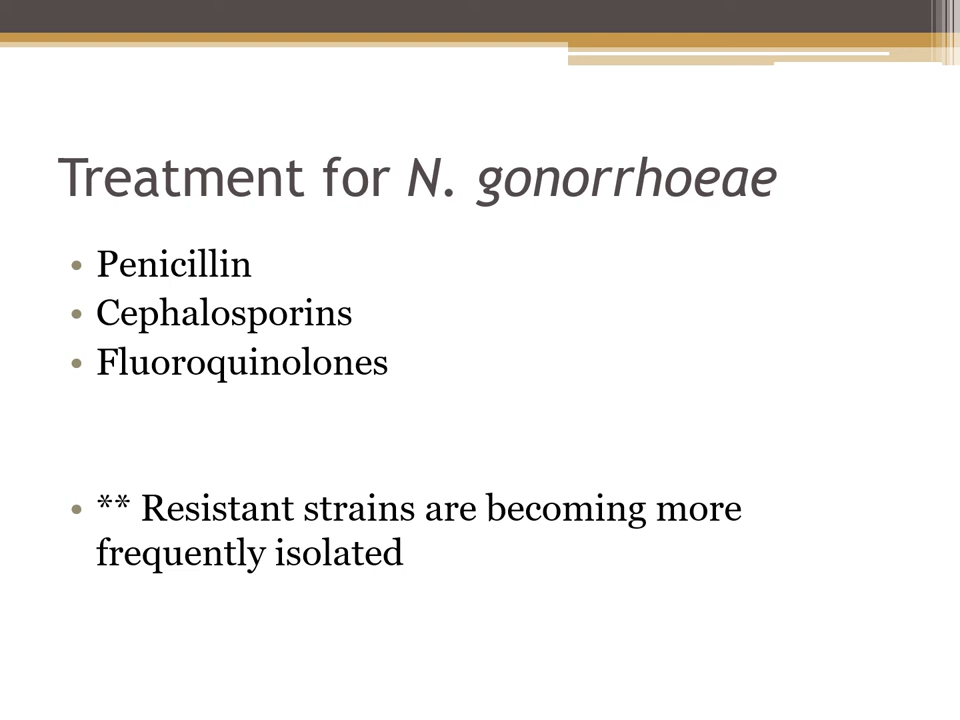 Treatment for N. gonorrhoeae
• Penicillin
• Cephalosporins
• Fluoroquinolones
• ** Resistant strains are becoming more
frequently isolated